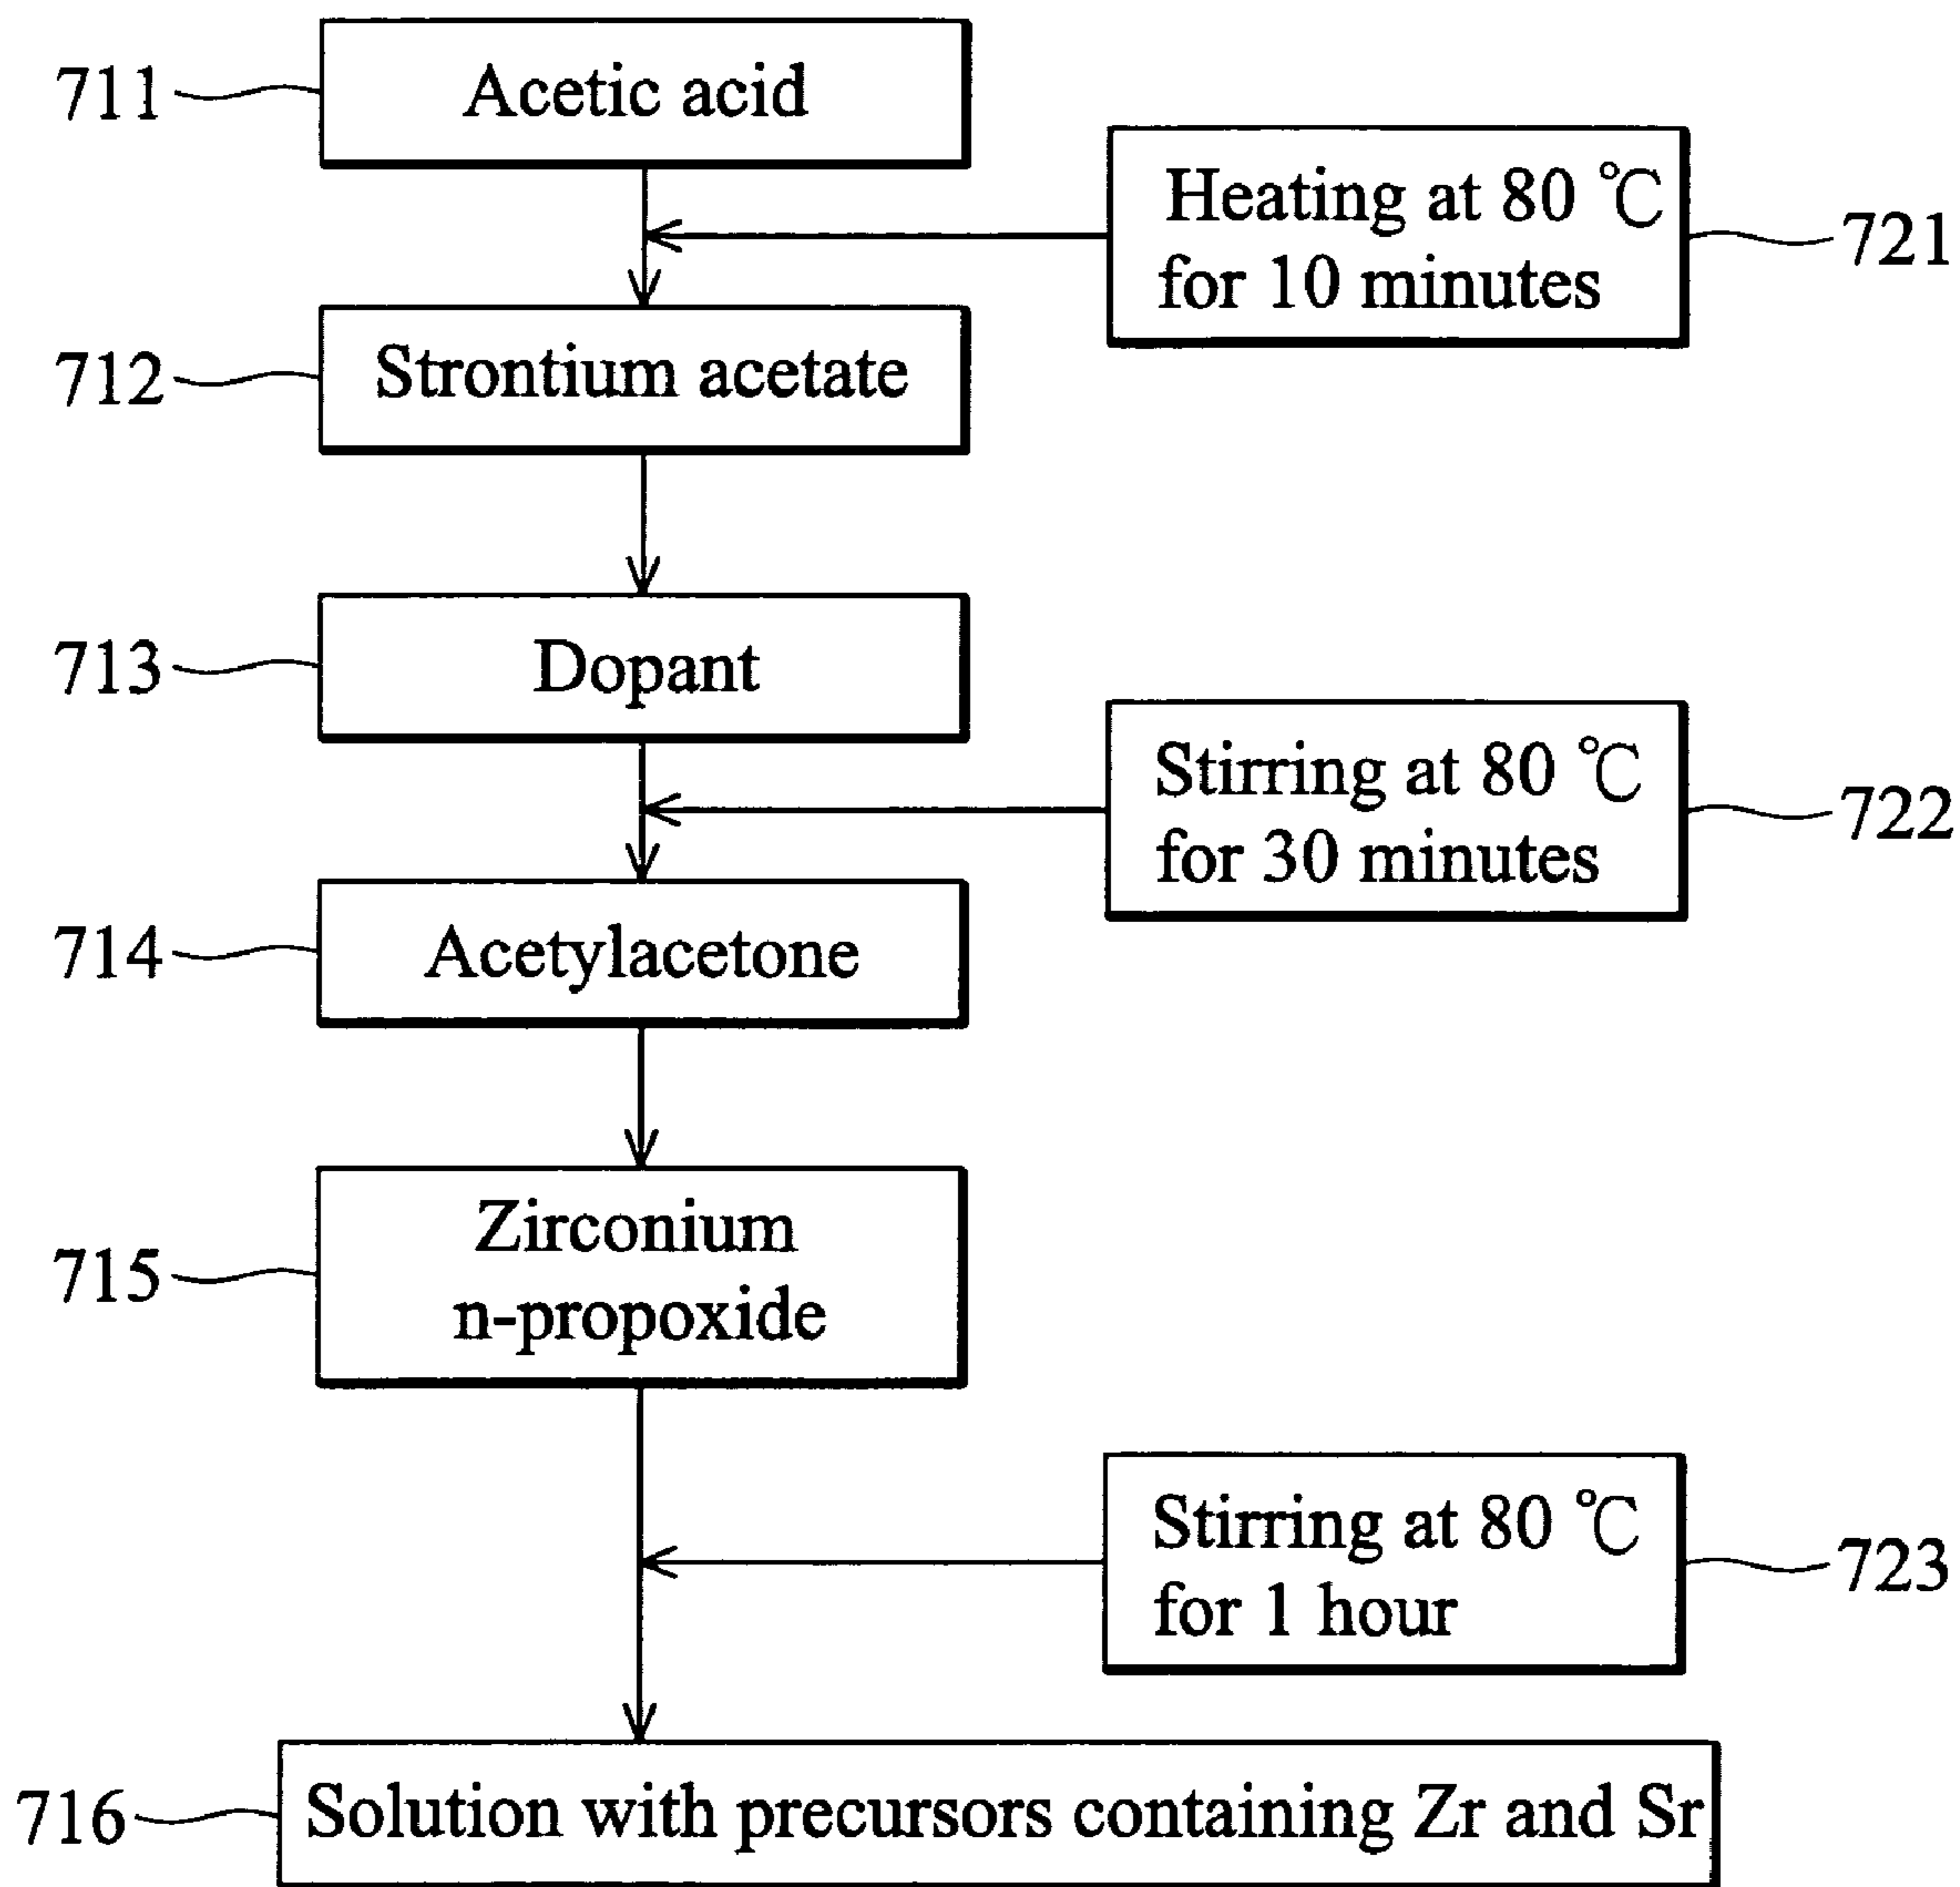 711
Acetic acid
Heating at 80 ℃
for 10 minutes
721
712
Strontium acetate
713
Dopant
Stirring at 80 ℃
for 30 minutes
722
714
Acetylacetone
715
Zirconium
n-propoxide
Stirring at 80 ℃
for 1 hour
723
716
Solution with precursors containing Zr and Sr